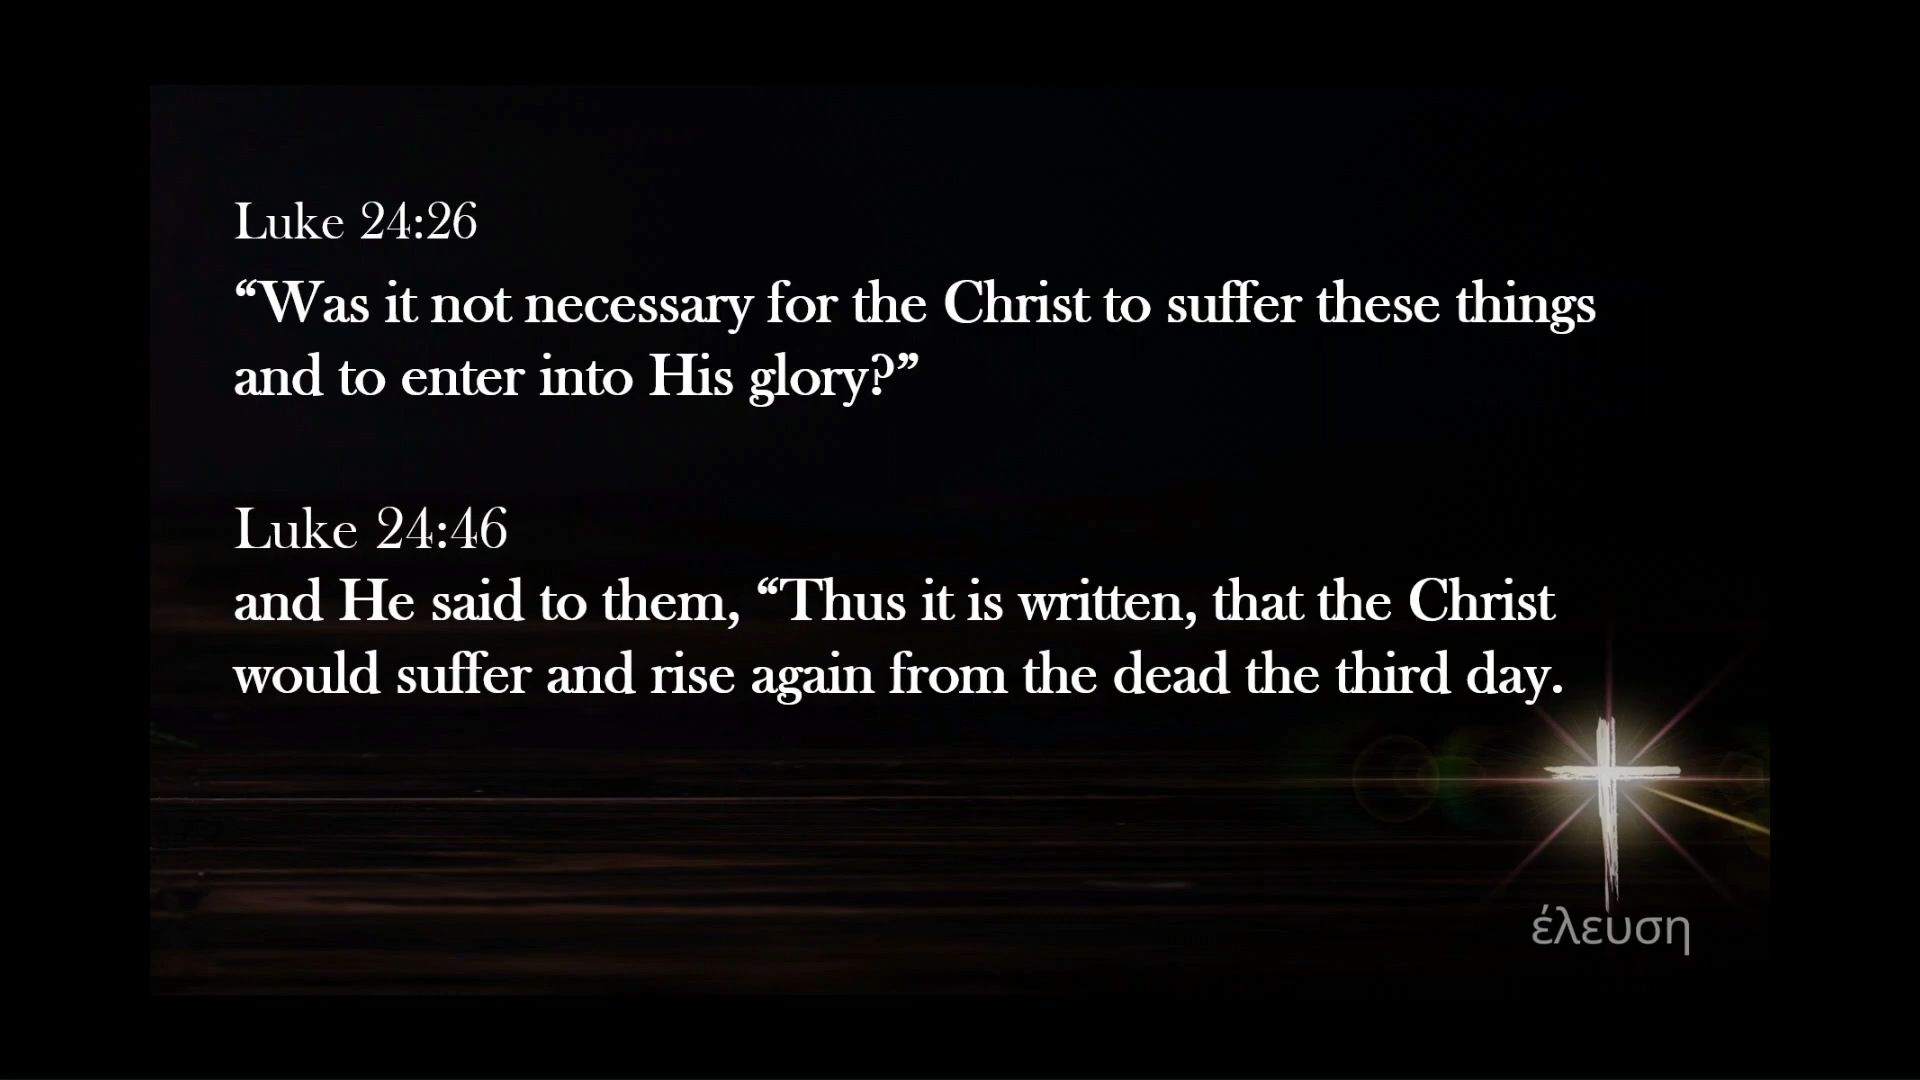 Luke 24:26
“Was it not necessary for the Christ to suffer these things
and to enter into His glory?”
Luke 24:46
and He said to them, “Thus it is written, that the Christ
would suffer and rise again from the dead the third day.
έλευση